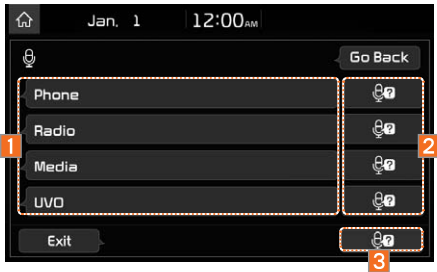 Jan. 1 12:00AM
Go Back
Phone
?
Radio
?
1
2
Media
?
UVO
?
Exit
?
3